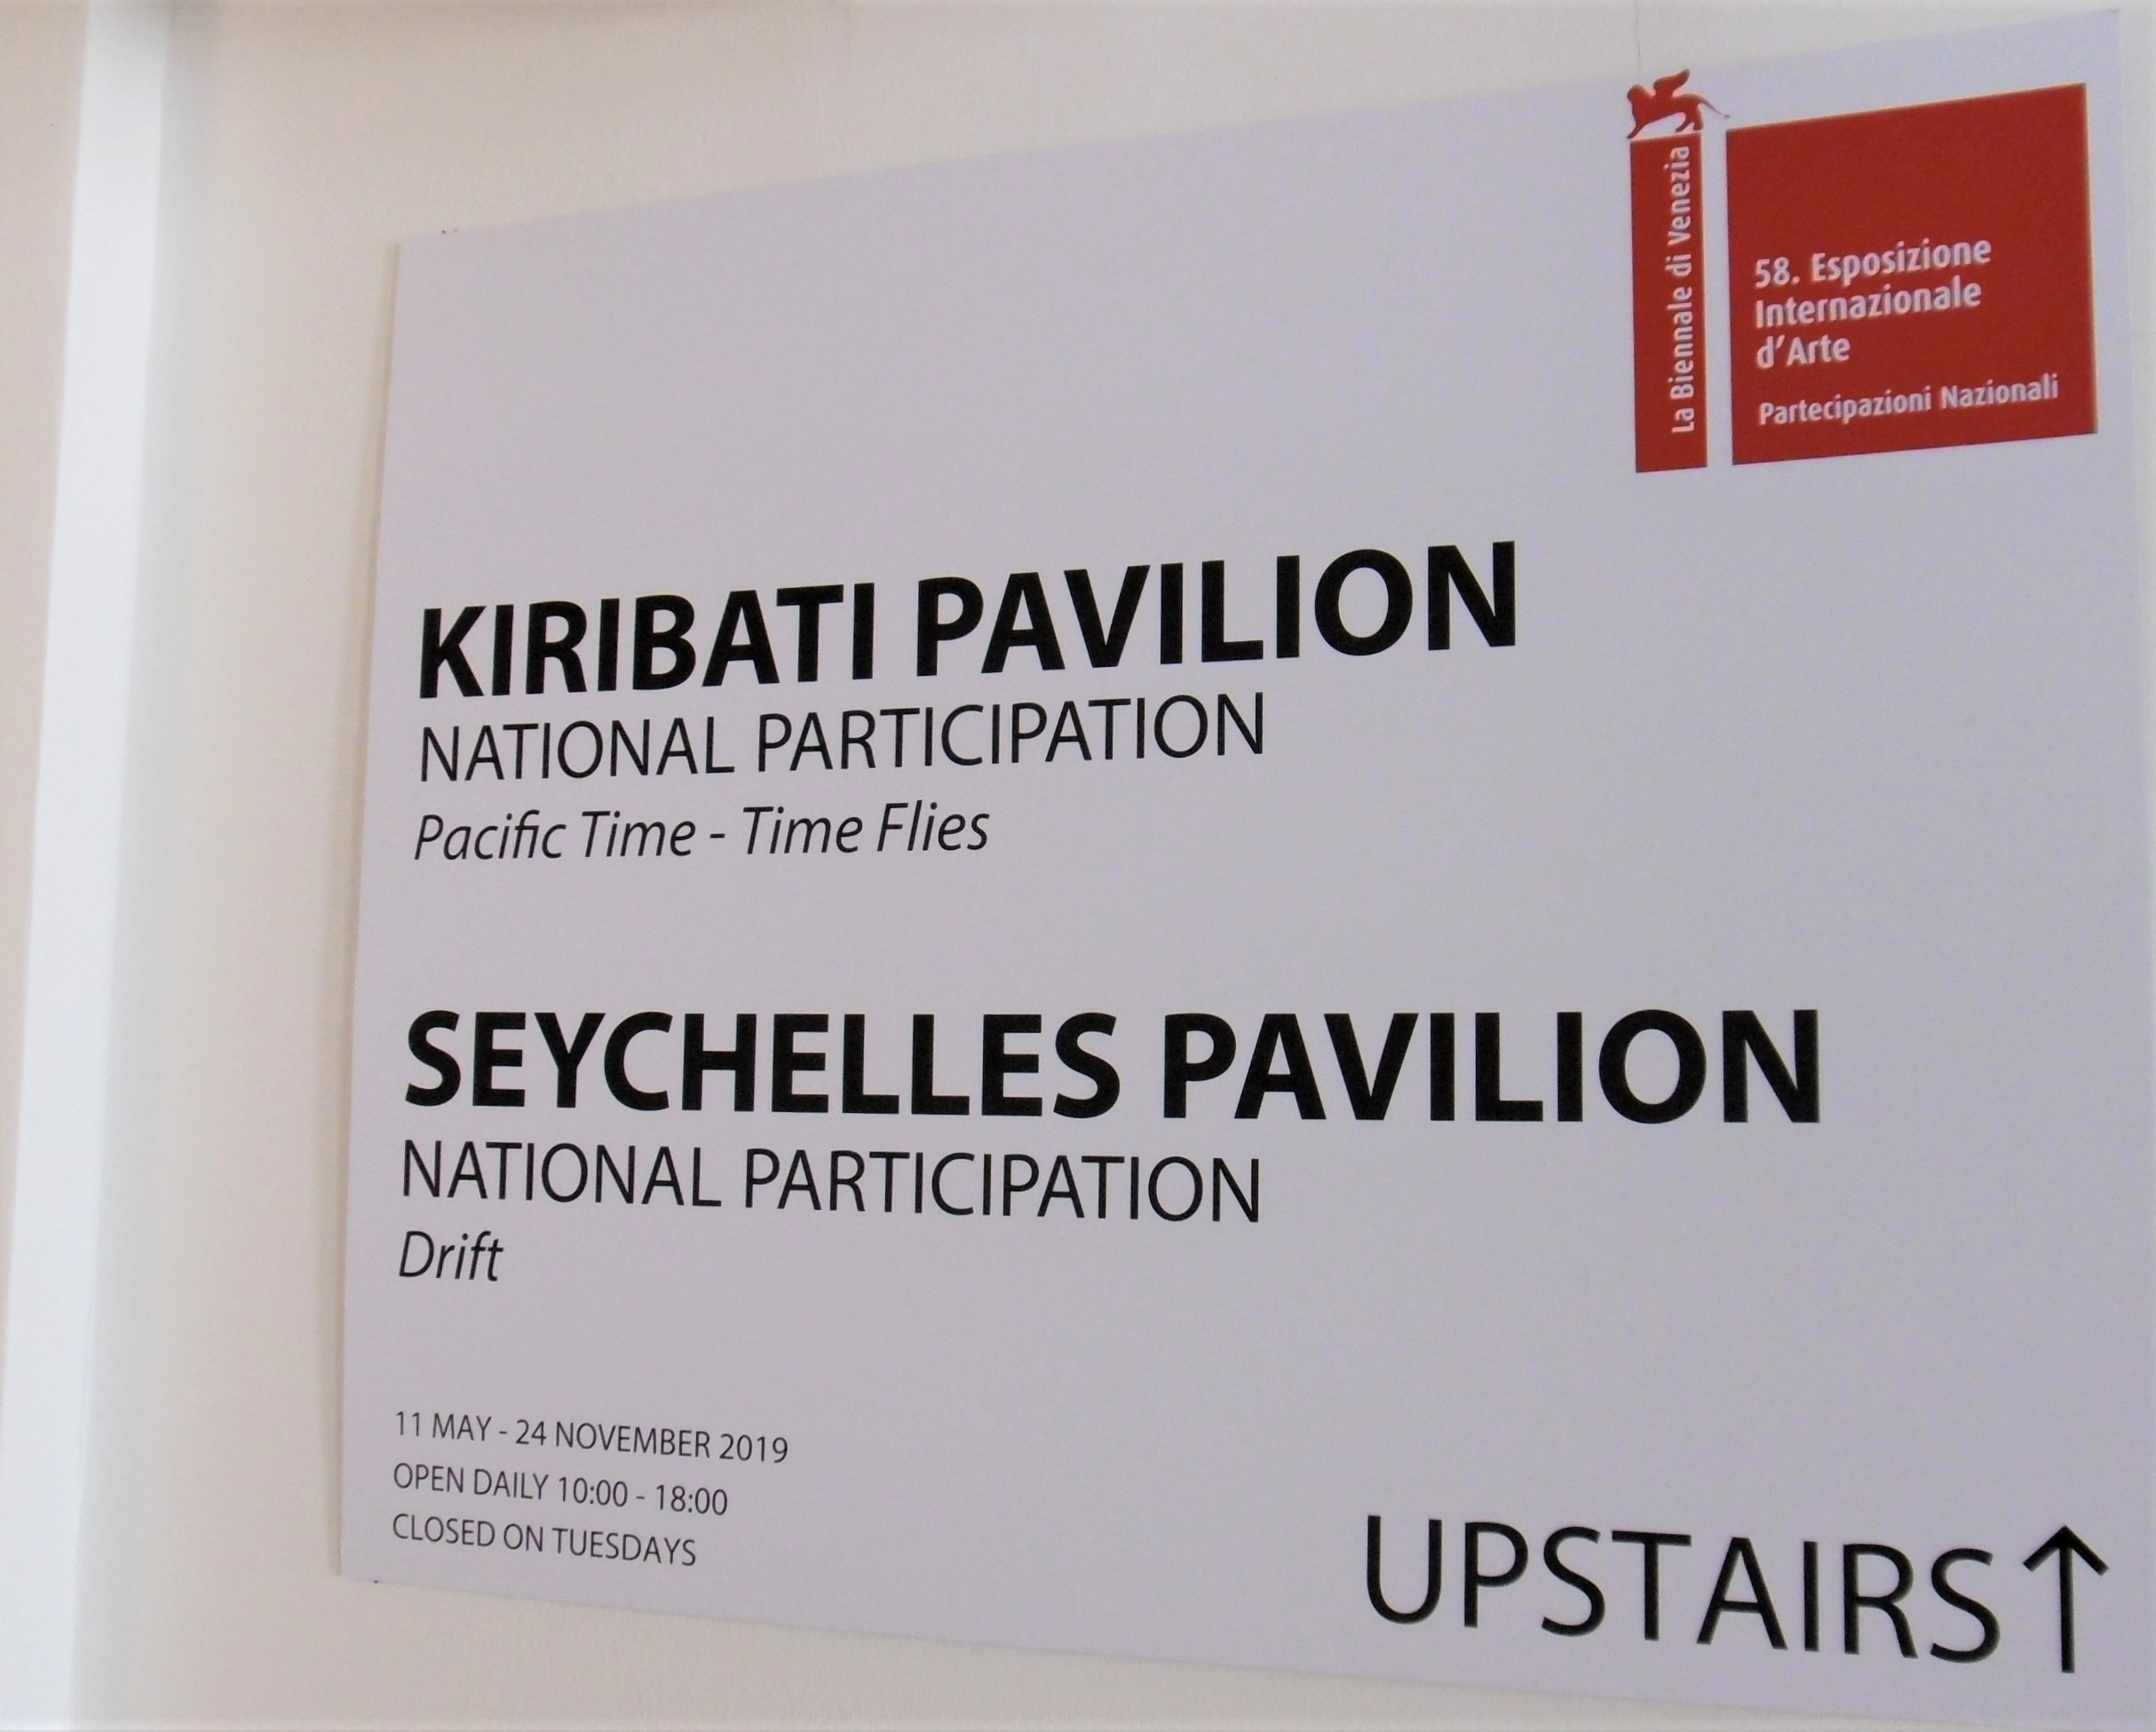 La Biennale di Venezia
58. Esposizione
Internazionale
d'Arte
Partecipazioni Nazionali
KIRIBATI PAVILION
NATIONAL PARTICIPATION
Pacific Time - Time Flies
SEYCHELLES PAVILION
NATIONAL PARTICIPATION
Drift
11 MAY - 24 NOVEMBER 2019
OPEN DAILY 10:00 - 18:00
CLOSED ON TUESDAYS
UPSTAIRS↑